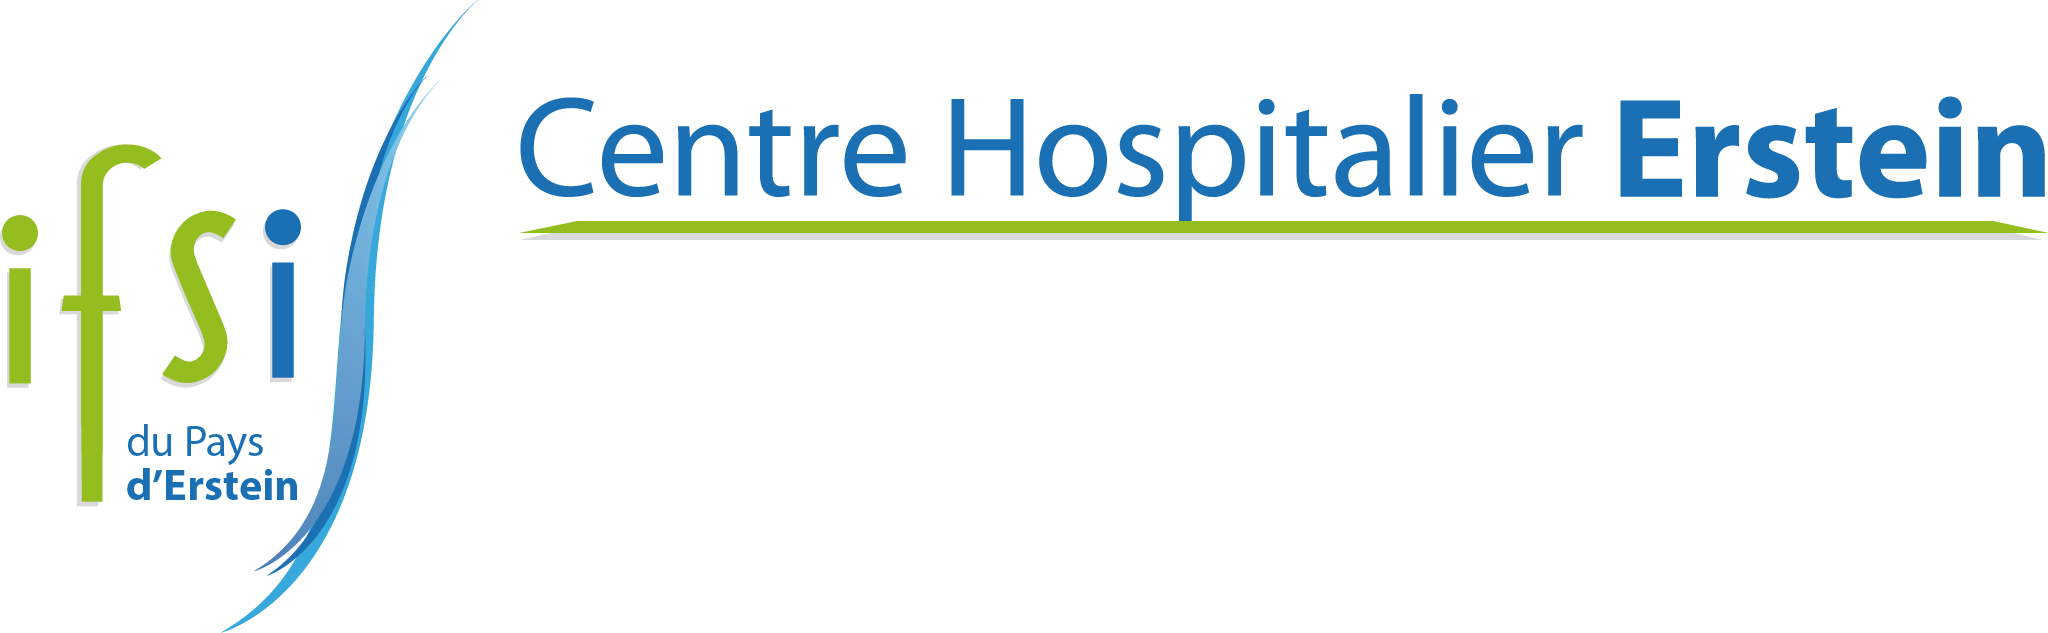 ifsi
du Pays
d'Erstein
Centre Hospitalier Erstein